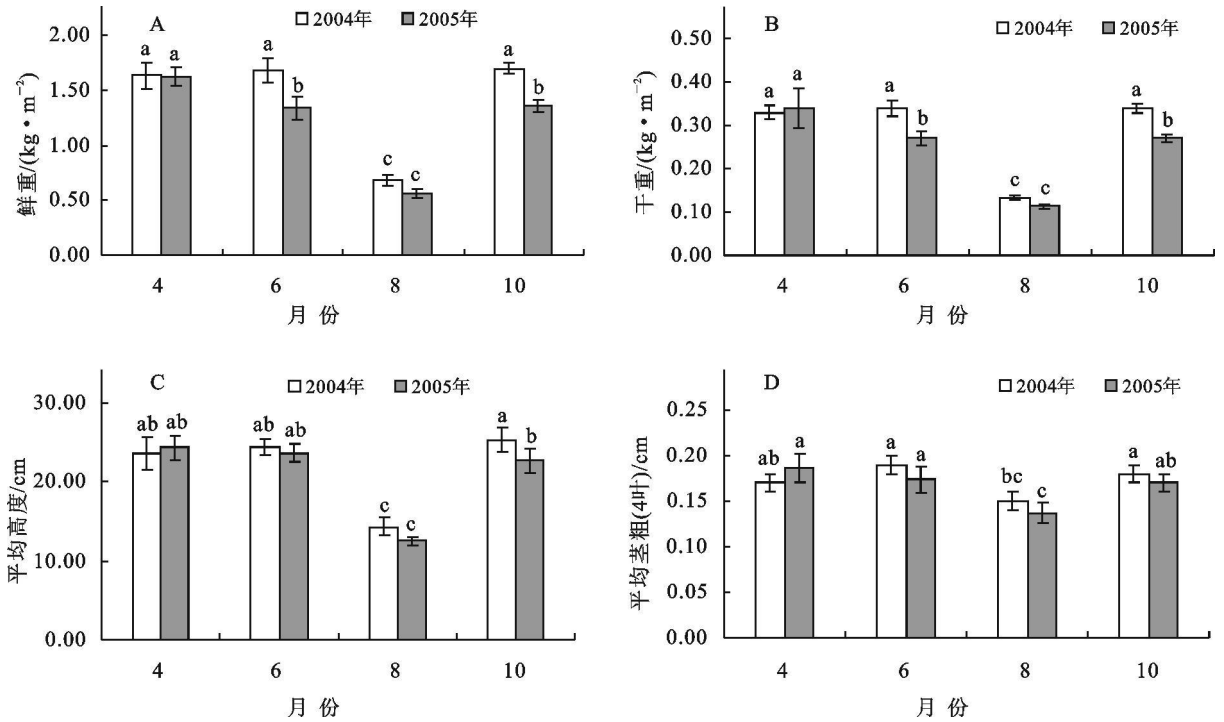 A
2004年 2005年
鲜重/(kg·m⁻²)
2.00
1.50
1.00
0.50
0.00
a a a b c c a b
4 6 8 10
月份
B
2004年 2005年
干重/(kg·m⁻²)
0.50
0.40
0.30
0.20
0.10
0.00
a a a b c c a b
4 6 8 10
月份
C
2004年 2005年
平均高度/cm
30.00
20.00
10.00
0.00
ab ab ab ab c c a b
4 6 8 10
月份
D
2004年 2005年
平均茎粗(4叶)/cm
0.25
0.20
0.15
0.10
0.05
0.00
ab a a a bc c a ab
4 6 8 10
月份